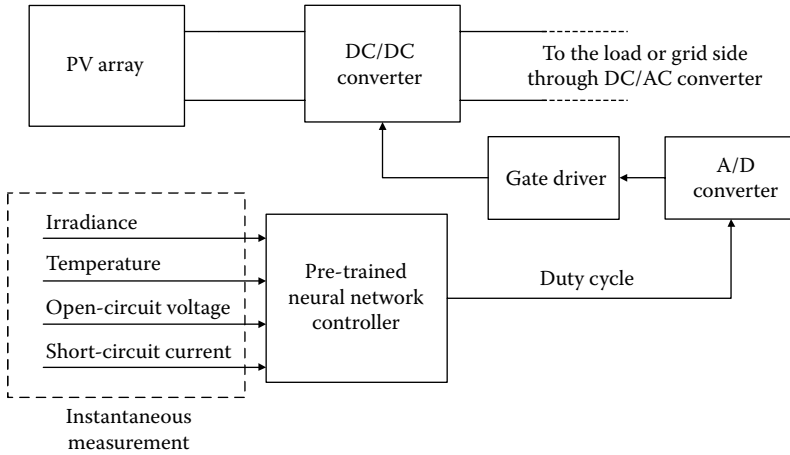 PV array
DC/DC
converter
To the load or grid side
through DC/AC converter
Gate driver
A/D
converter
Irradiance
Temperature
Open-circuit voltage
Short-circuit current
Pre-trained
neural network
controller
Duty cycle
Instantaneous
measurement